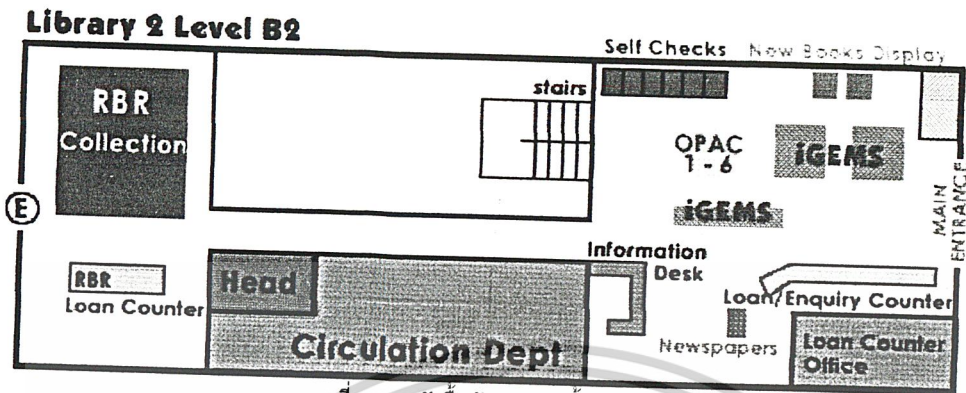 Library 2 Level B2
Self Checks
New Books Display
RBR
Collection
stairs
OPAC
1 - 6
iGEMS
iGEMS
MAIN
ENTRANCE
E
Information
Desk
RBR
Loan Counter
Head
Circulation Dept
Loan/Enquiry Counter
Newspapers
Loan Counter
Office